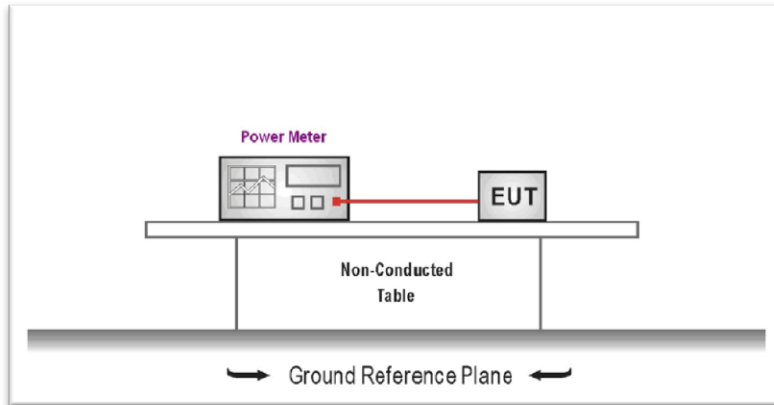 Power Meter
EUT
Non-Conducted
Table
Ground Reference Plane